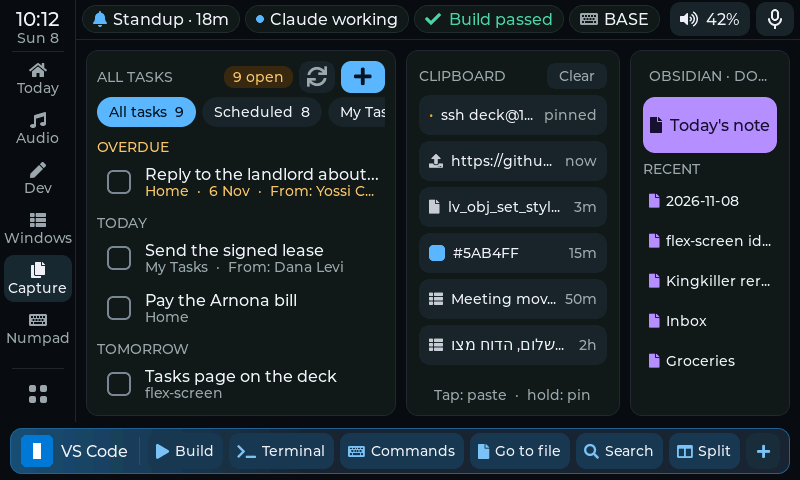 10:12
Sun 8
Standup · 18m
Claude working
Build passed
BASE
42%
Today
Audio
Dev
Windows
Capture
Numpad
ALL TASKS
9 open
All tasks 9
Scheduled 8
My Tas
OVERDUE
Reply to the landlord about...
Home · 6 Nov · From: Yossi C...
TODAY
Send the signed lease
My Tasks · From: Dana Levi
Pay the Arnona bill
Home
TOMORROW
Tasks page on the deck
flex-screen
CLIPBOARD
Clear
ssh deck@1... pinned
https://githu... now
lv_obj_set_styl... 3m
#5AB4FF 15m
Meeting mov... 50m
שלום, הדוח מצו... 2h
Tap: paste · hold: pin
OBSIDIAN · DO...
Today's note
RECENT
2026-11-08
flex-screen id...
Kingkiller rer...
Inbox
Groceries
VS Code
Build
Terminal
Commands
Go to file
Search
Split